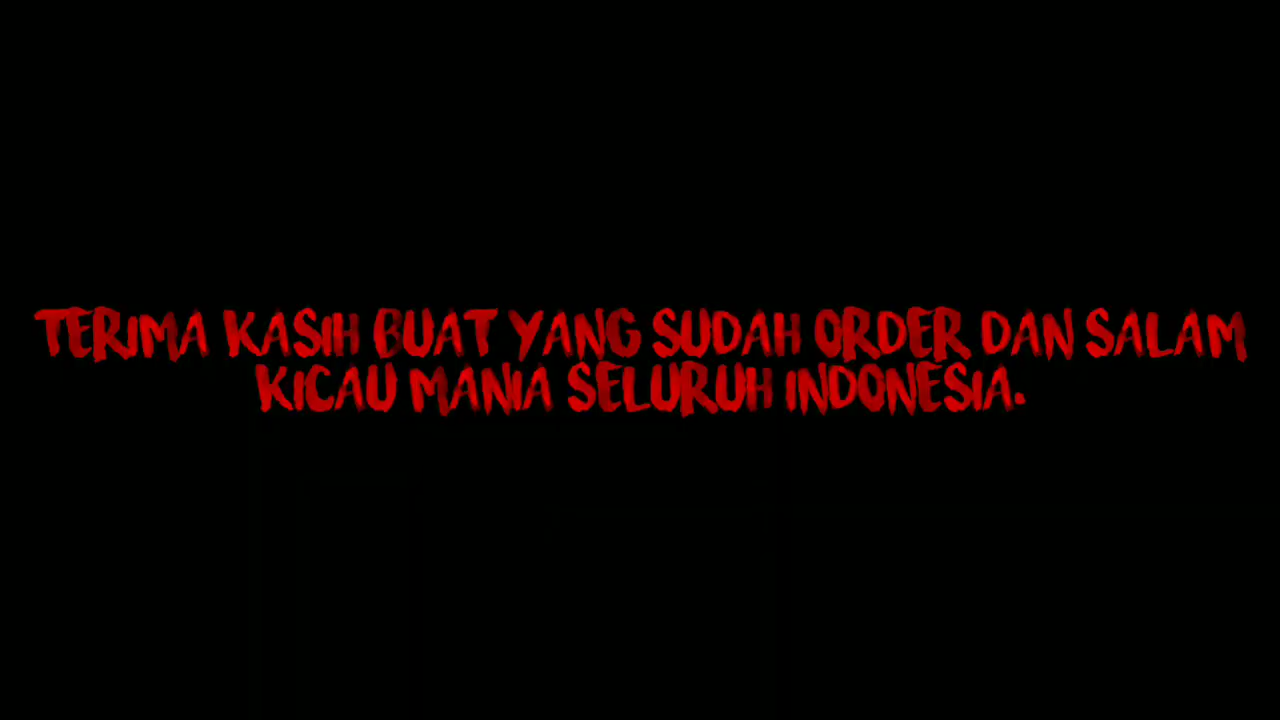 TERIMA KASIH BUAT YANG SUDAH ORDER DAN SALAM
KICAU MANIA SELURUH INDONESIA.